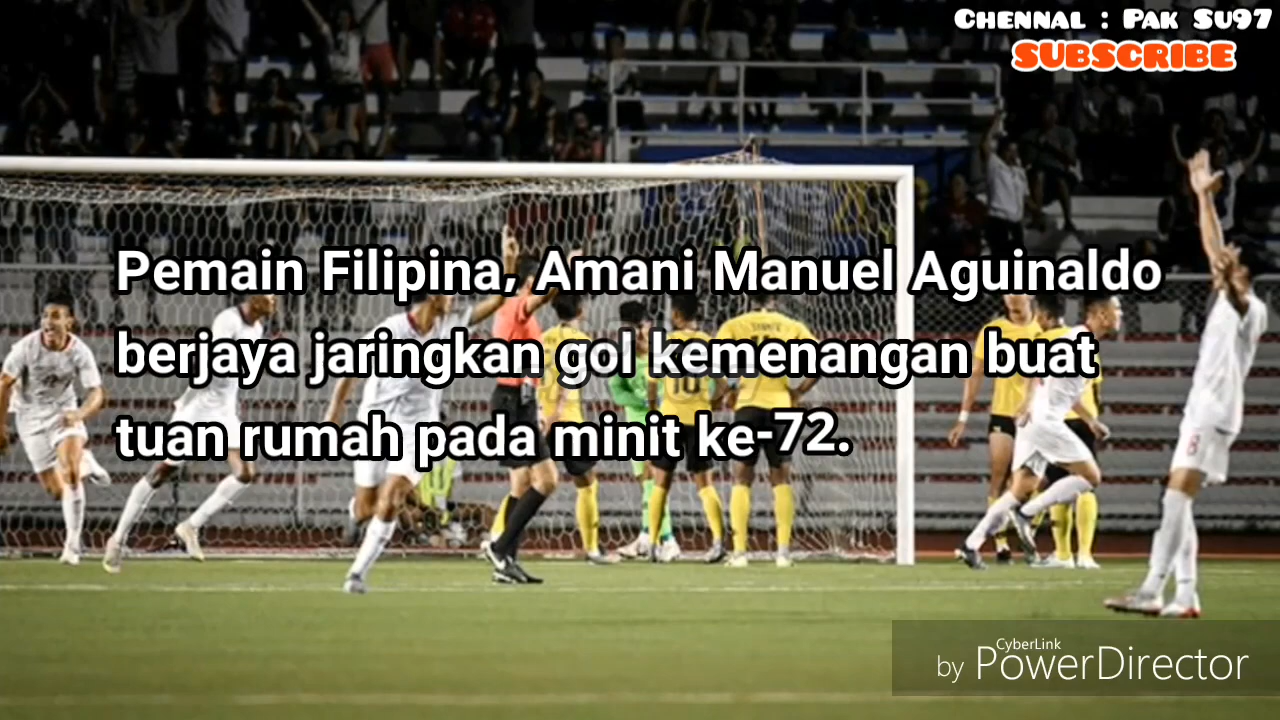 Chennal : Pak Su97
SUBSCRIBE
Pemain Filipina, Amani Manuel Aguinaldo
berjaya jaringkan gol kemenangan buat
tuan rumah pada minit ke-72.
10
CyberLink
by PowerDirector